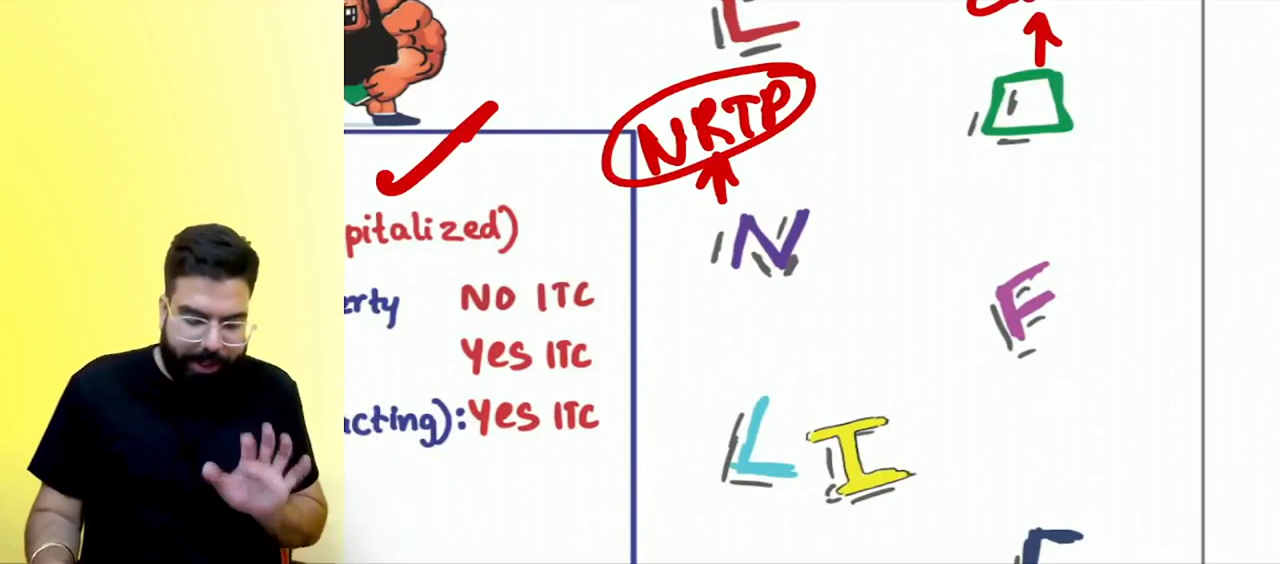 NRTP
pitalized)
erty NO ITC
Yes ITC
acting): Yes ITC
L
N
F
L I